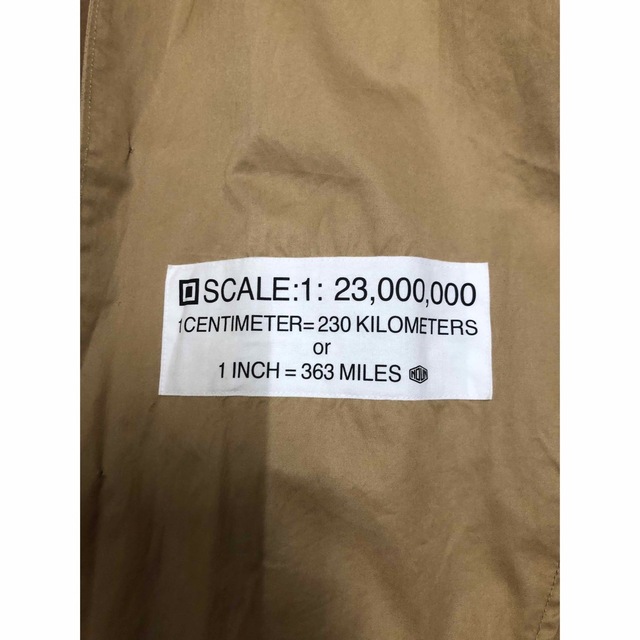 SCALE:1: 23,000,000
1CENTIMETER=230 KILOMETERS
or
1 INCH = 363 MILES